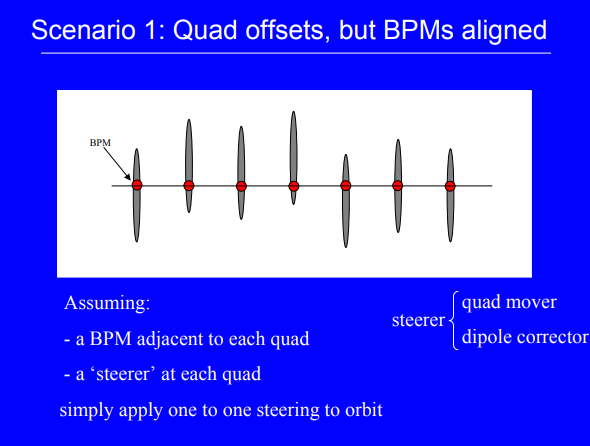 Scenario 1: Quad offsets, but BPMs aligned
BPM
Assuming:
- a BPM adjacent to each quad
- a ‘steerer’ at each quad
simply apply one to one steering to orbit
steerer
quad mover
dipole corrector